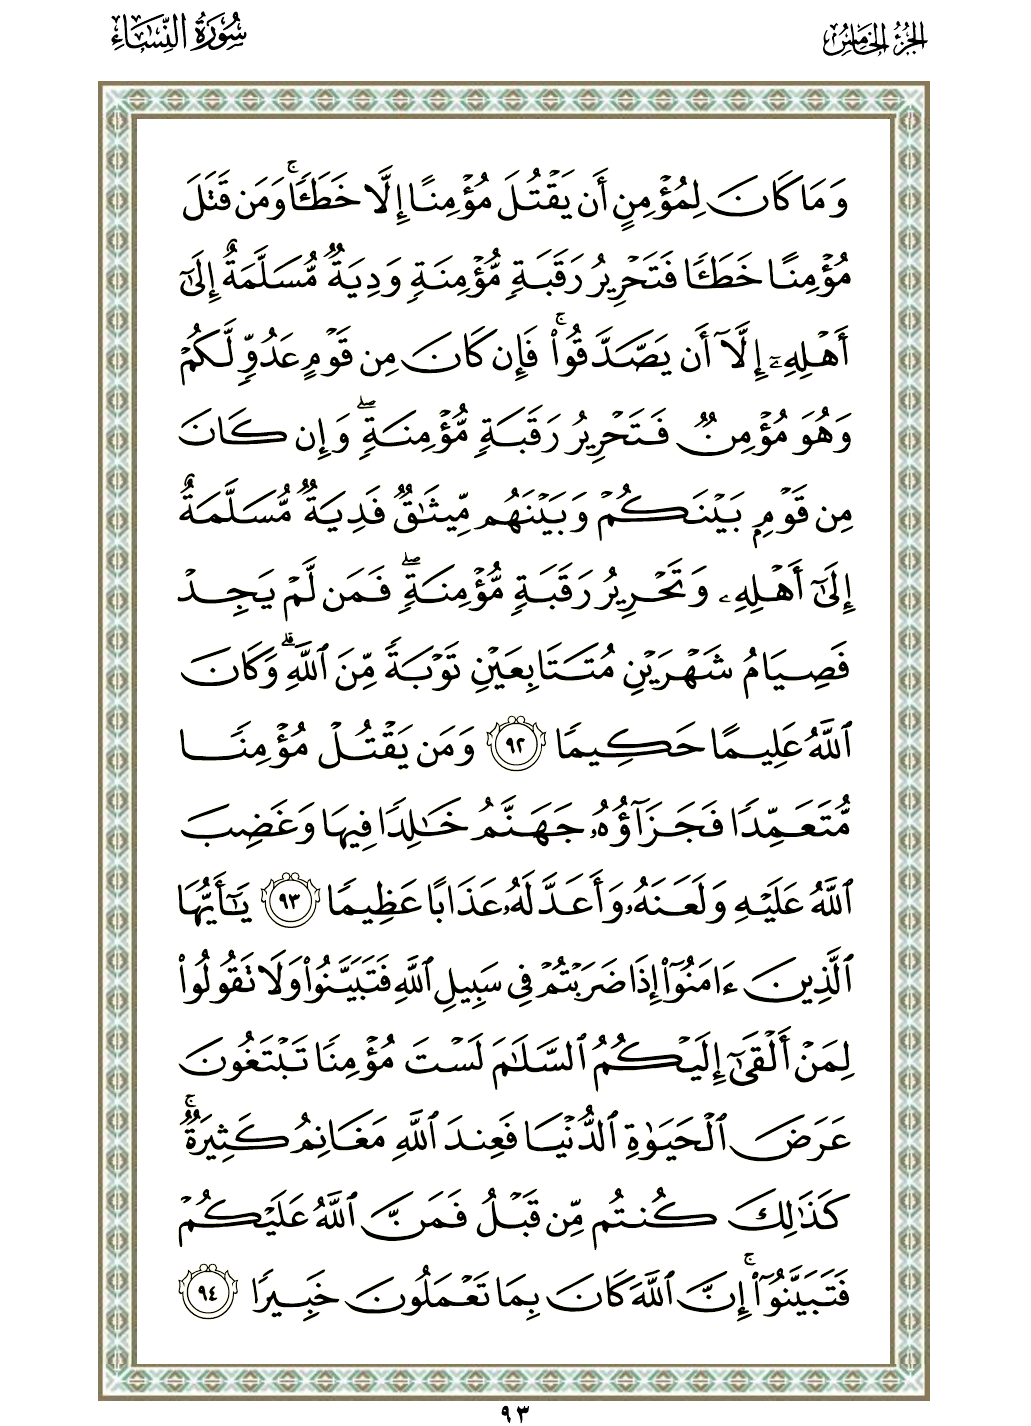 الجزء الخامس
سورة النساء
وَمَا كَانَ لِمُؤْمِنٍ أَن يَقْتُلَ مُؤْمِنًا إِلَّا خَطَـًٔا ۚ وَمَن قَتَلَ
مُؤْمِنًا خَطَـًٔا فَتَحْرِيرُ رَقَبَةٍ مُّؤْمِنَةٍ وَدِيَةٌ مُّسَلَّمَةٌ إِلَىٰٓ
أَهْلِهِۦٓ إِلَّآ أَن يَصَّدَّقُوا۟ ۚ فَإِن كَانَ مِن قَوْمٍ عَدُوٍّ لَّكُمْ
وَهُوَ مُؤْمِنٌ فَتَحْرِيرُ رَقَبَةٍ مُّؤْمِنَةٍ ۖ وَإِن كَانَ
مِن قَوْمٍۭ بَيْنَكُمْ وَبَيْنَهُم مِّيثَـٰقٌ فَدِيَةٌ مُّسَلَّمَةٌ
إِلَىٰٓ أَهْلِهِۦ وَتَحْرِيرُ رَقَبَةٍ مُّؤْمِنَةٍ ۖ فَمَن لَّمْ يَجِدْ
فَصِيَامُ شَهْرَيْنِ مُتَتَابِعَيْنِ تَوْبَةً مِّنَ ٱللَّهِ ۗ وَكَانَ
ٱللَّهُ عَلِيمًا حَكِيمًا ٩٢ وَمَن يَقْتُلْ مُؤْمِنًا
مُّتَعَمِّدًا فَجَزَآؤُهُۥ جَهَنَّمُ خَـٰلِدًا فِيهَا وَغَضِبَ
ٱللَّهُ عَلَيْهِ وَلَعَنَهُۥ وَأَعَدَّ لَهُۥ عَذَابًا عَظِيمًا ٩٣ يَـٰٓأَيُّهَا
ٱلَّذِينَ ءَامَنُوٓا۟ إِذَا ضَرَبْتُمْ فِى سَبِيلِ ٱللَّهِ فَتَبَيَّنُوا۟ وَلَا تَقُولُوا۟
لِمَنْ أَلْقَىٰٓ إِلَيْكُمُ ٱلسَّلَـٰمَ لَسْتَ مُؤْمِنًا تَبْتَغُونَ
عَرَضَ ٱلْحَيَوٰةِ ٱلدُّنْيَا فَعِندَ ٱللَّهِ مَغَانِمُ كَثِيرَةٌ ۚ
كَذَٰلِكَ كُنتُم مِّن قَبْلُ فَمَنَّ ٱللَّهُ عَلَيْكُمْ
فَتَبَيَّنُوٓا۟ ۚ إِنَّ ٱللَّهَ كَانَ بِمَا تَعْمَلُونَ خَبِيرًا ٩٤
٩٣